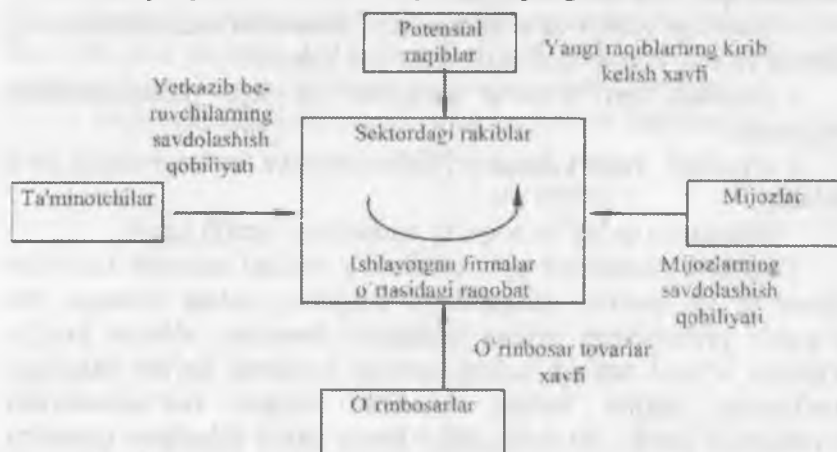 Potensial
raqiblar
Yangi raqiblarning kirib
kelish xavfi
Yetkazib be-
ruvchilarning
savdolashish
qobiliyati
Sektordagi rakiblar
Ta'minotchilar
Mijozlar
Ishlayotgan firmalar
o'rtasidagi raqobat
Mijozlarning
savdolashish
qobiliyati
O'rinbosar tovarlar
xavfi
O'rinbosarlar